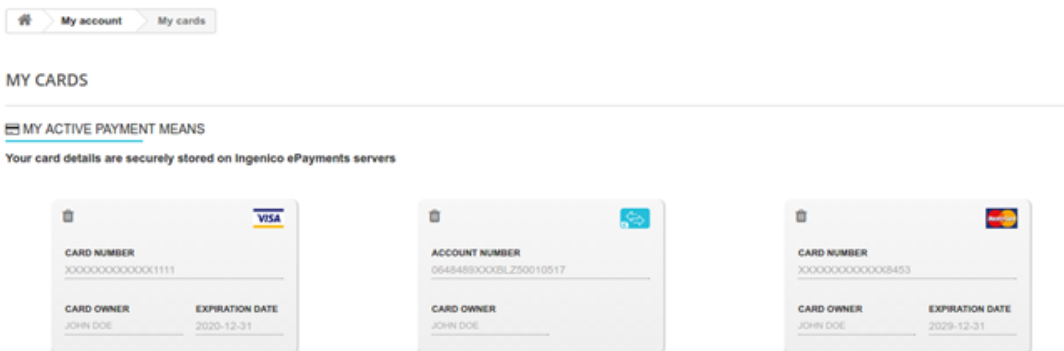 My account My cards
MY CARDS
MY ACTIVE PAYMENT MEANS
Your card details are securely stored on Ingenico ePayments servers
VISA
CARD NUMBER
XXXXXXXXXXXX1111
CARD OWNER EXPIRATION DATE
JOHN DOE 2020-12-31
ACCOUNT NUMBER
0648489XXXBLZ50010517
CARD OWNER
JOHN DOE
MasterCard
CARD NUMBER
XXXXXXXXXXXX8453
CARD OWNER EXPIRATION DATE
JOHN DOE 2029-12-31